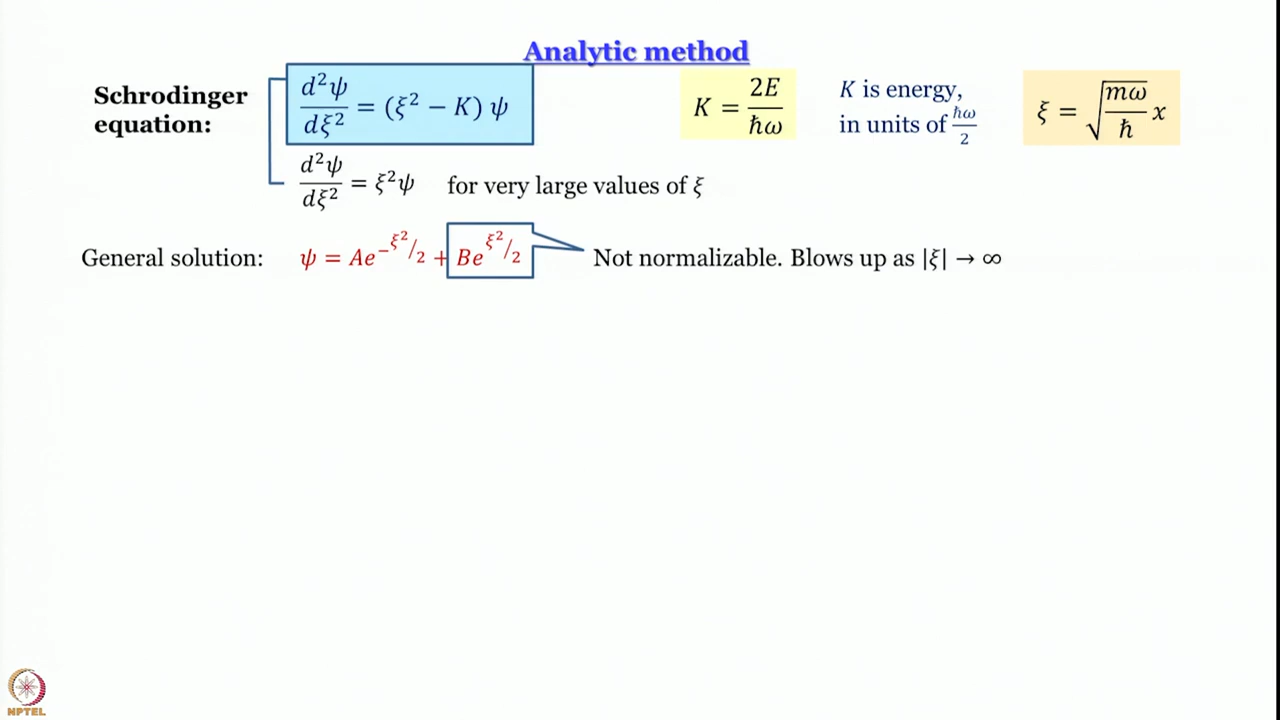 Analytic method
Schrodinger equation:
d²ψ/dξ² = (ξ² − K) ψ
K = 2E/ħω
K is energy,
in units of ħω/2
ξ = √(mω/ħ) x
d²ψ/dξ² = ξ²ψ for very large values of ξ
General solution: ψ = Ae^(−ξ²/2) + Be^(ξ²/2) Not normalizable. Blows up as |ξ| → ∞
NPTEL